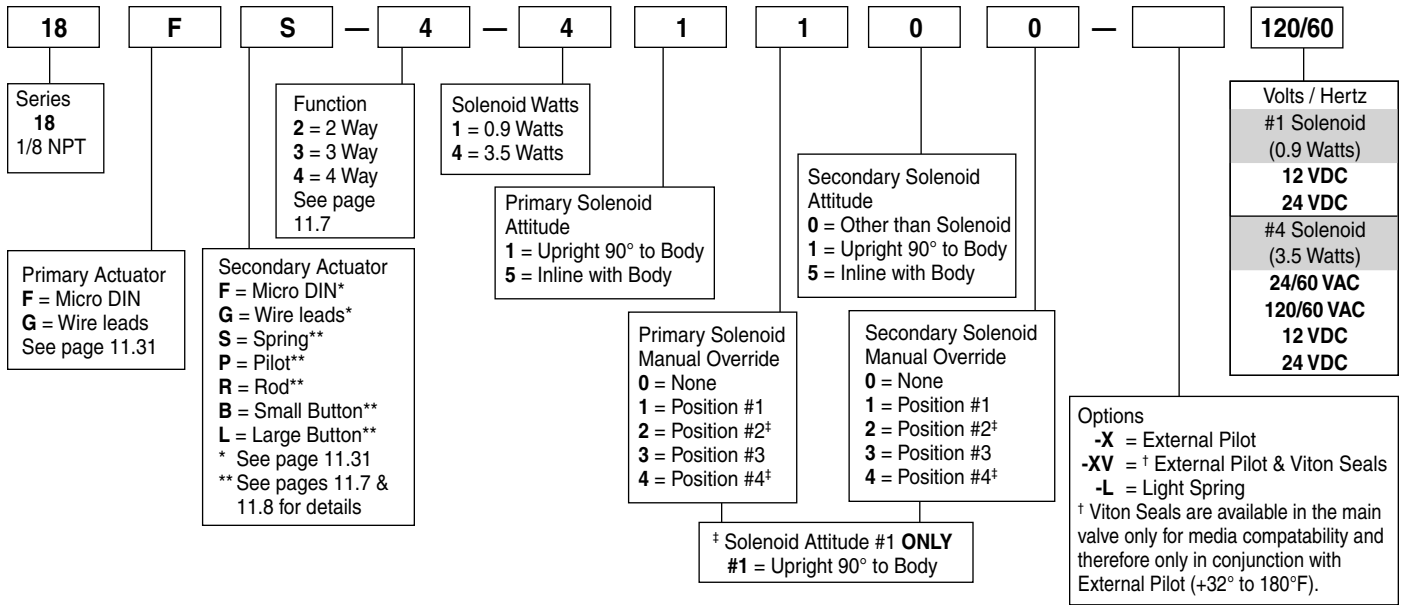 18 F S — 4 — 4 1 1 0 0 — 120/60
Series
18
1/8 NPT
Primary Actuator
F = Micro DIN
G = Wire leads
See page 11.31
Secondary Actuator
F = Micro DIN*
G = Wire leads*
S = Spring**
P = Pilot**
R = Rod**
B = Small Button**
L = Large Button**
* See page 11.31
** See pages 11.7 &
11.8 for details
Function
2 = 2 Way
3 = 3 Way
4 = 4 Way
See page
11.7
Solenoid Watts
1 = 0.9 Watts
4 = 3.5 Watts
Primary Solenoid
Attitude
1 = Upright 90° to Body
5 = Inline with Body
Primary Solenoid
Manual Override
0 = None
1 = Position #1
2 = Position #2‡
3 = Position #3
4 = Position #4‡
Secondary Solenoid
Attitude
0 = Other than Solenoid
1 = Upright 90° to Body
5 = Inline with Body
Secondary Solenoid
Manual Override
0 = None
1 = Position #1
2 = Position #2‡
3 = Position #3
4 = Position #4‡
‡ Solenoid Attitude #1 ONLY
#1 = Upright 90° to Body
Options
-X = External Pilot
-XV = † External Pilot & Viton Seals
-L = Light Spring
† Viton Seals are available in the main
valve only for media compatability and
therefore only in conjunction with
External Pilot (+32° to 180°F).
Volts / Hertz
#1 Solenoid
(0.9 Watts)
12 VDC
24 VDC
#4 Solenoid
(3.5 Watts)
24/60 VAC
120/60 VAC
12 VDC
24 VDC